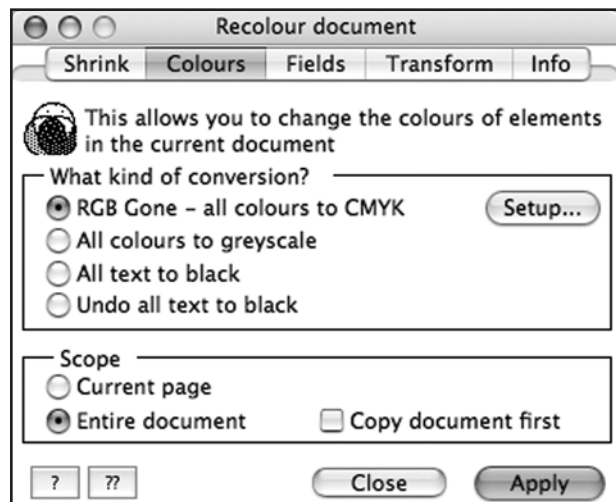 Recolour document
Shrink Colours Fields Transform Info
This allows you to change the colours of elements
in the current document
What kind of conversion?
RGB Gone – all colours to CMYK Setup...
All colours to greyscale
All text to black
Undo all text to black
Scope
Current page
Entire document Copy document first
? ?? Close Apply